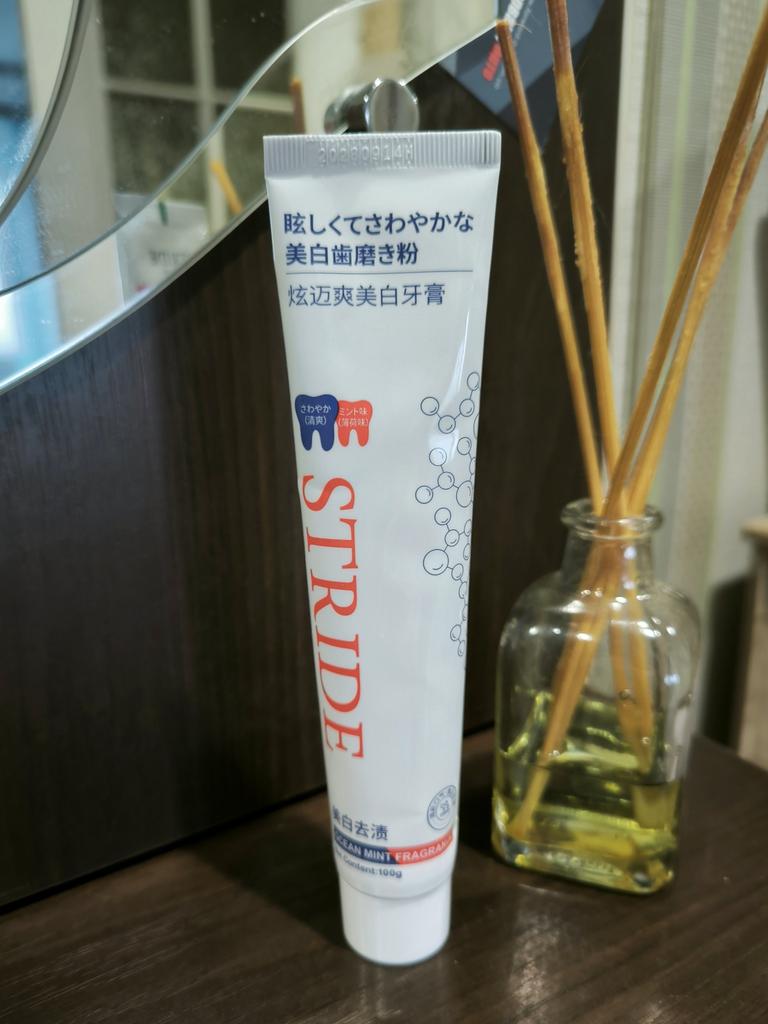 20280914H
眩しくてさわやかな
美白歯磨き粉
炫迈爽美白牙膏
さわやか
(清爽)
ミント味
(薄荷味)
STRIDE
美白去渍
OCEAN MINT FRAGRAN
Content:100g